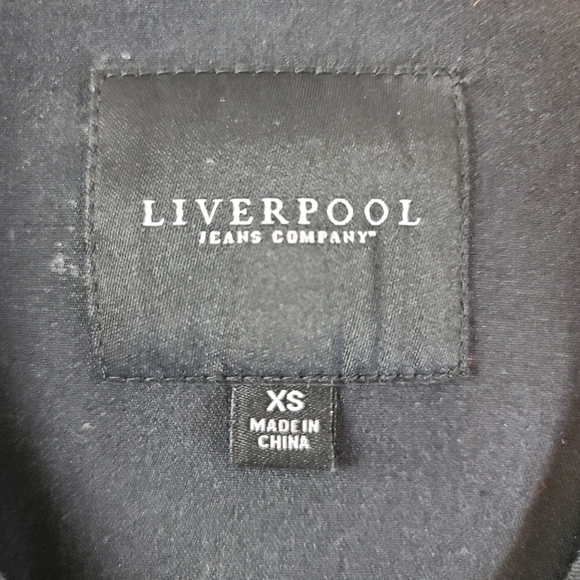 LIVERPOOL
JEANS COMPANY™
XS
MADE IN
CHINA